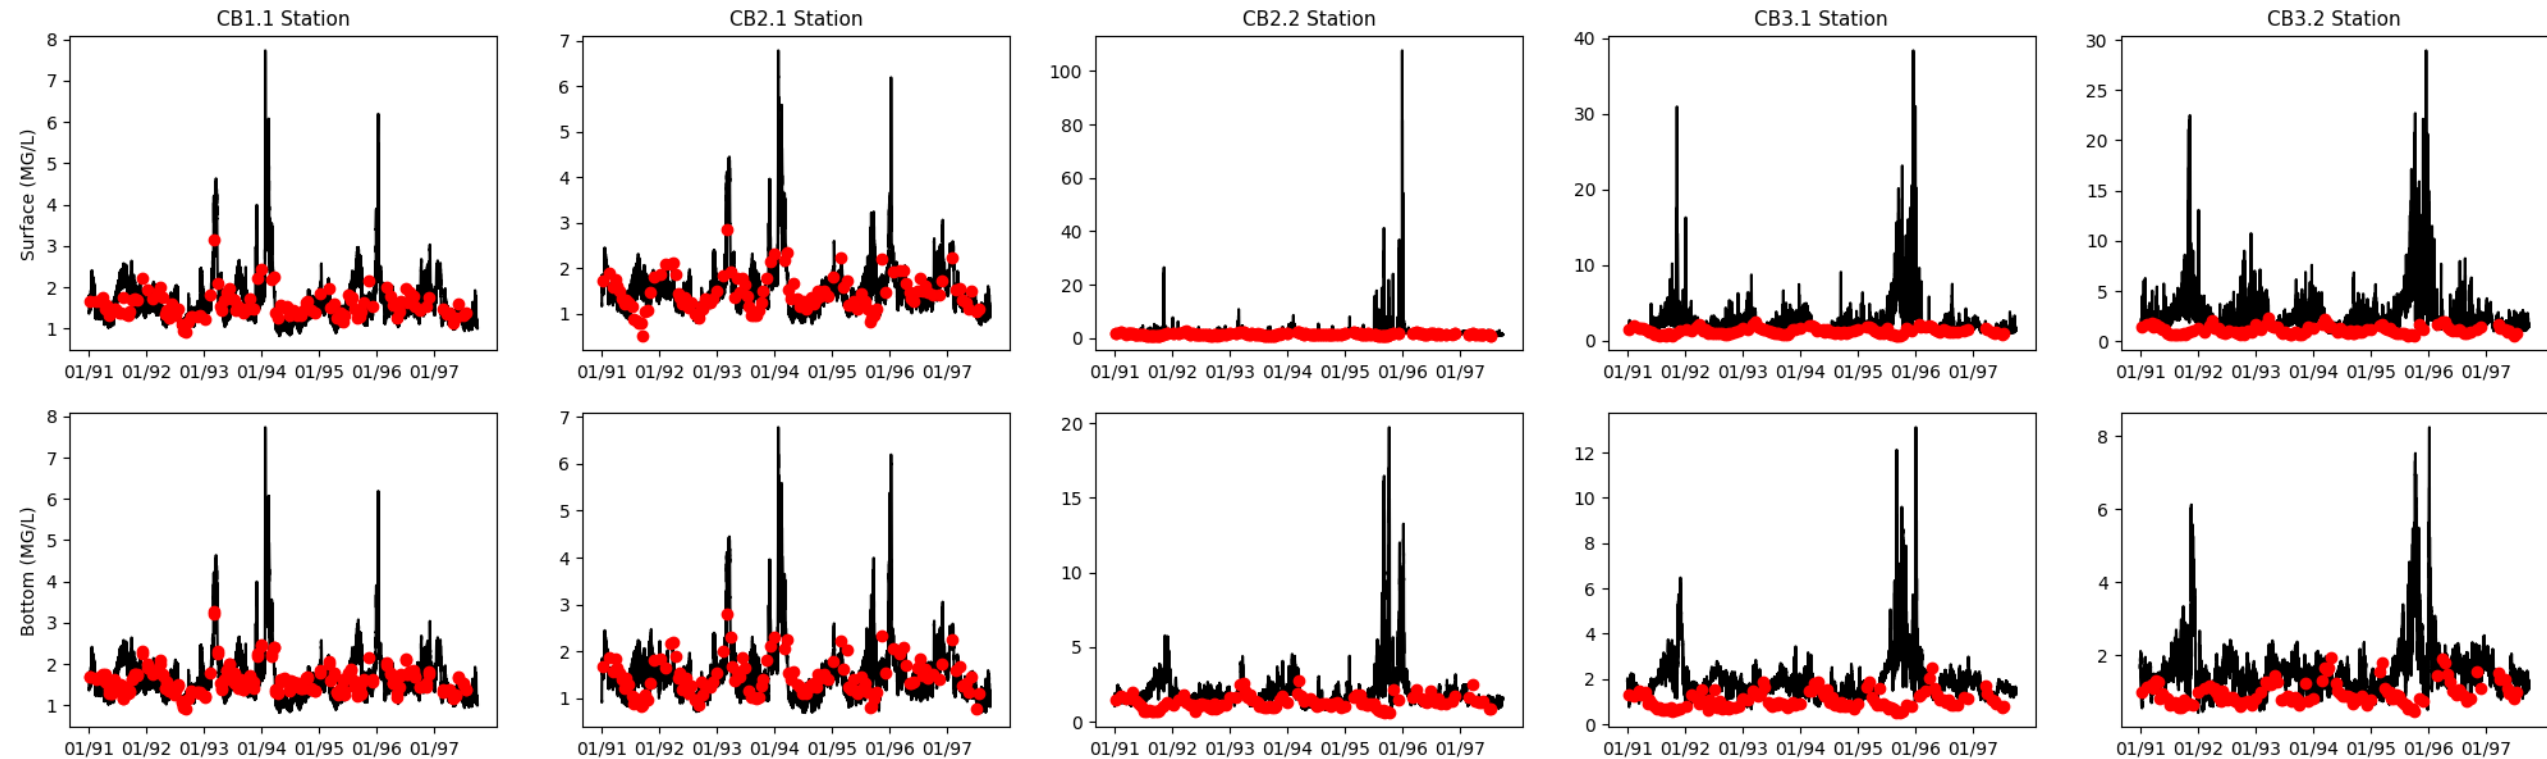 CB1.1 Station CB2.1 Station CB2.2 Station CB3.1 Station CB3.2 Station
Surface (MG/L)
8 7 6 5 4 3 2 1
01/91 01/92 01/93 01/94 01/95 01/96 01/97
7 6 5 4 3 2 1
01/91 01/92 01/93 01/94 01/95 01/96 01/97
100 80 60 40 20 0
01/91 01/92 01/93 01/94 01/95 01/96 01/97
40 30 20 10 0
01/91 01/92 01/93 01/94 01/95 01/96 01/97
30 25 20 15 10 5 0
01/91 01/92 01/93 01/94 01/95 01/96 01/97
Bottom (MG/L)
8 7 6 5 4 3 2 1
01/91 01/92 01/93 01/94 01/95 01/96 01/97
7 6 5 4 3 2 1
01/91 01/92 01/93 01/94 01/95 01/96 01/97
20 15 10 5 0
01/91 01/92 01/93 01/94 01/95 01/96 01/97
12 10 8 6 4 2 0
01/91 01/92 01/93 01/94 01/95 01/96 01/97
8 6 4 2
01/91 01/92 01/93 01/94 01/95 01/96 01/97